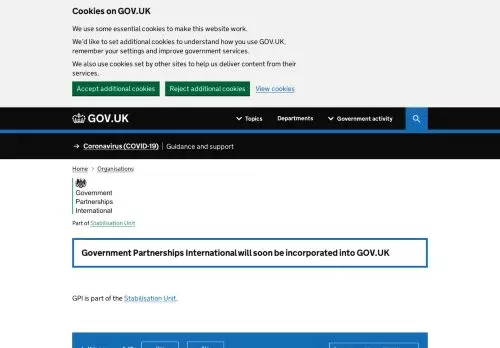 Cookies on GOV.UK
We use some essential cookies to make this website work.
We'd like to set additional cookies to understand how you use GOV.UK,
remember your settings and improve government services.
We also use cookies set by other sites to help us deliver content from their
services.
Accept additional cookies Reject additional cookies View cookies
GOV.UK Topics Departments Government activity
→ Coronavirus (COVID-19) Guidance and support
Home > Organisations
Government
Partnerships
International
Part of Stabilisation Unit
Government Partnerships International will soon be incorporated into GOV.UK
GPI is part of the Stabilisation Unit.